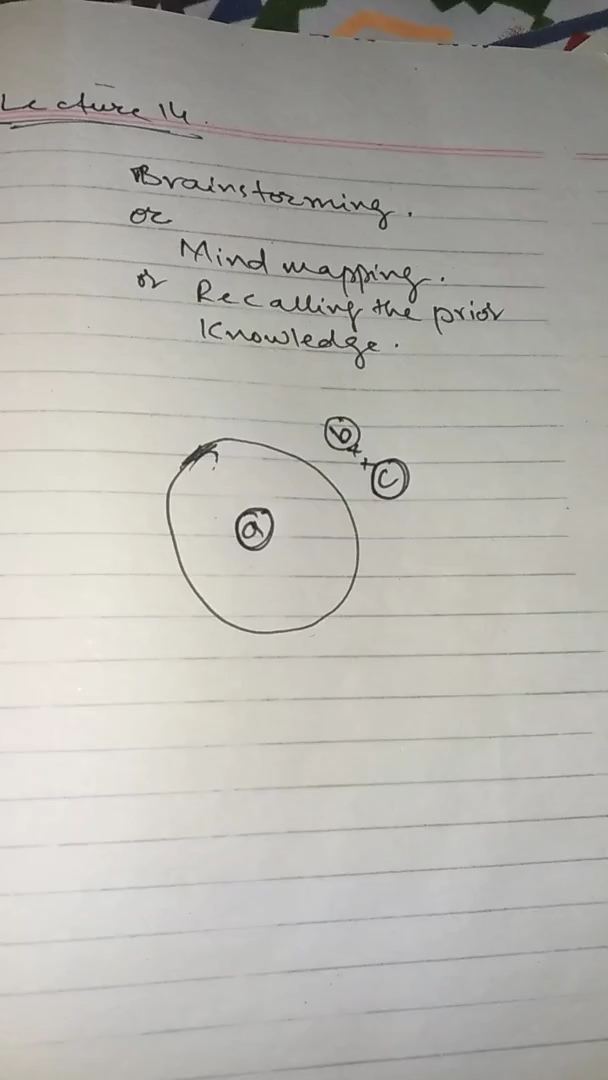 Lecture 14.
Brainstorming.
or
Mind mapping.
or Recalling the prior
Knowledge.
b
+
+ c
a